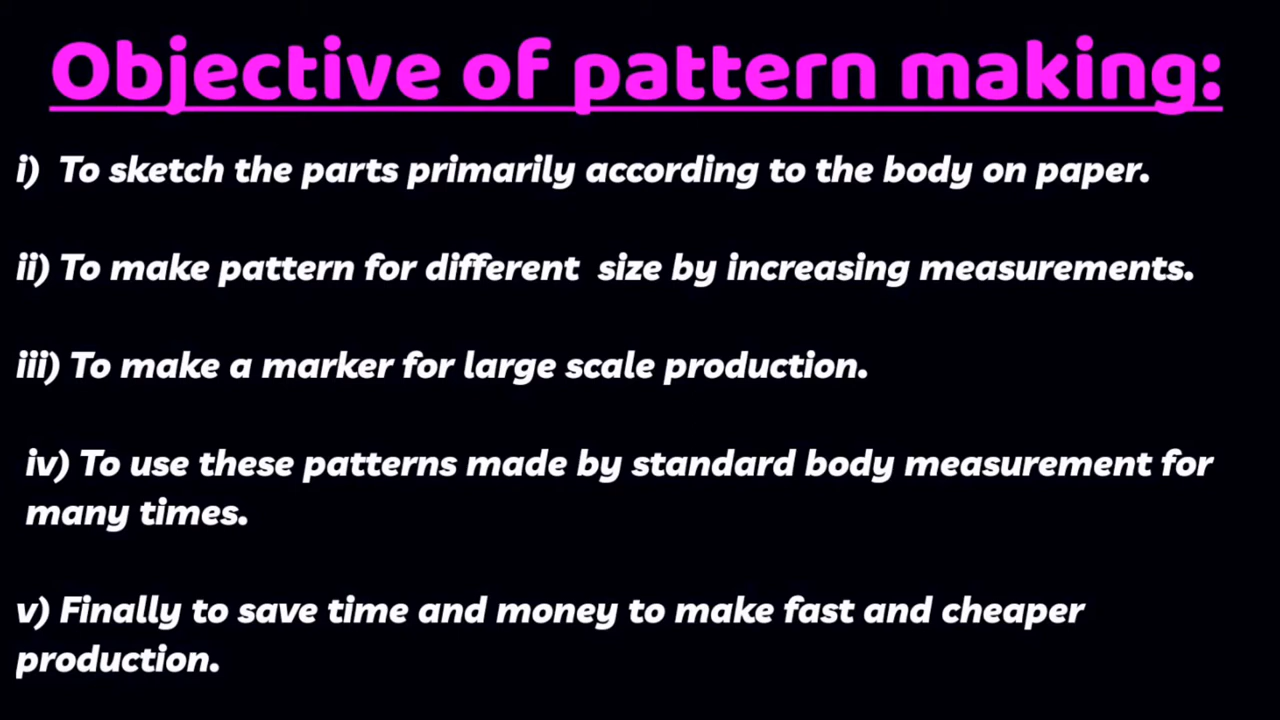 Objective of pattern making:
i) To sketch the parts primarily according to the body on paper.
ii) To make pattern for different size by increasing measurements.
iii) To make a marker for large scale production.
iv) To use these patterns made by standard body measurement for
many times.
v) Finally to save time and money to make fast and cheaper
production.